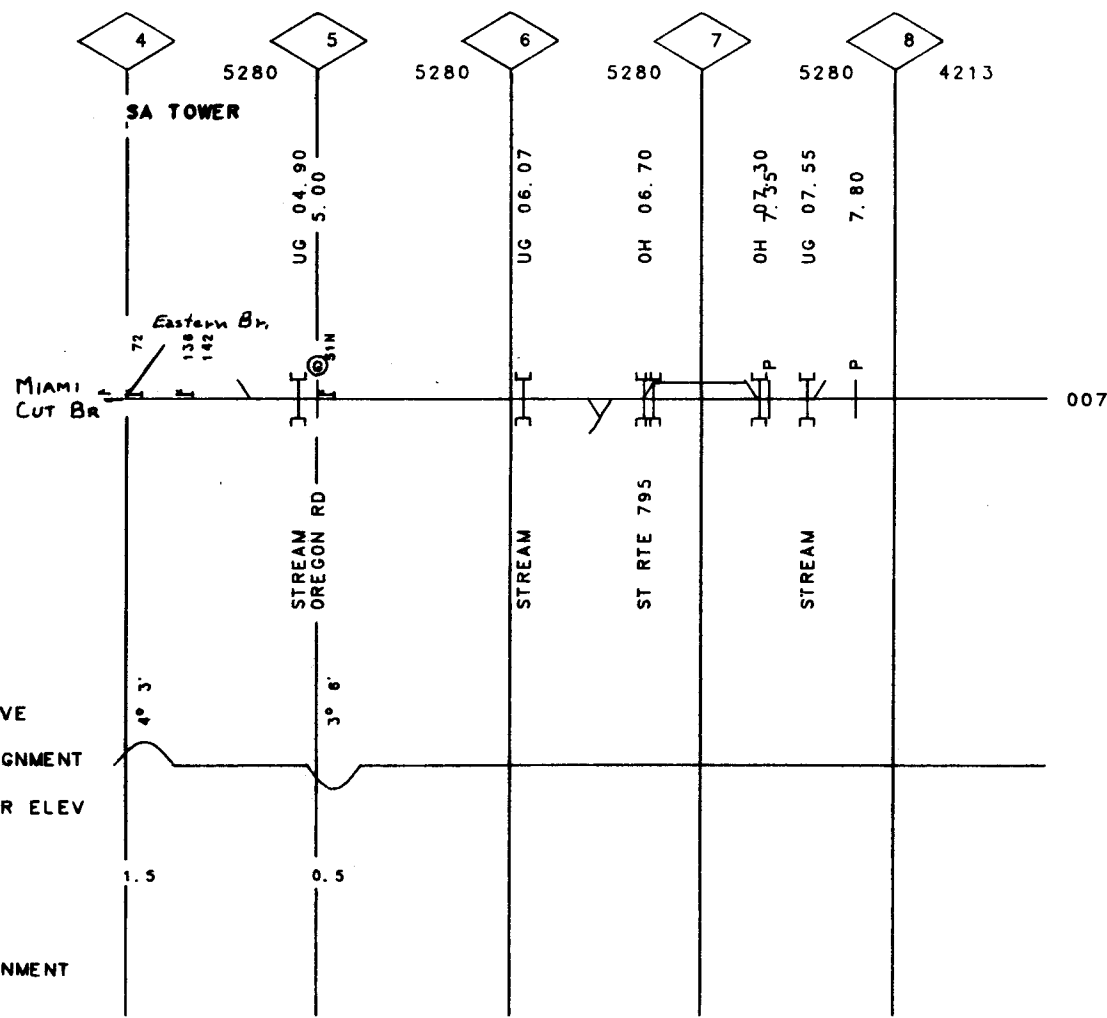 4 5 6 7 8
5280 5280 5280 5280 4213
SA TOWER
UG 04.90
5.00
UG 06.07
OH 06.70
OH 07.30
7.35
UG 07.55
7.80
Eastern Br.
72
138
142
S1N
P
P
MIAMI
CUT BR
007
STREAM
OREGON RD
STREAM
ST RTE 795
STREAM
4° 3'
3° 6'
VE
GNMENT
R ELEV
1.5 0.5
NMENT